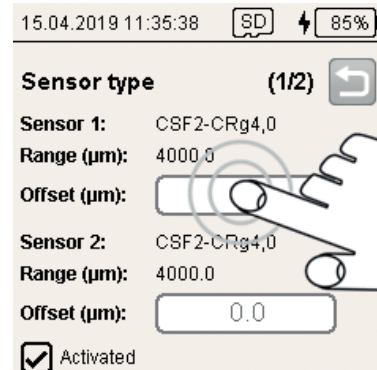 15.04.2019 11:35:38 SD 85%
Sensor type (1/2)
Sensor 1: CSF2-CRg4,0
Range (µm): 4000.0
Offset (µm):
Sensor 2: CSF2-CRg4,0
Range (µm): 4000.0
Offset (µm): 0.0
Activated